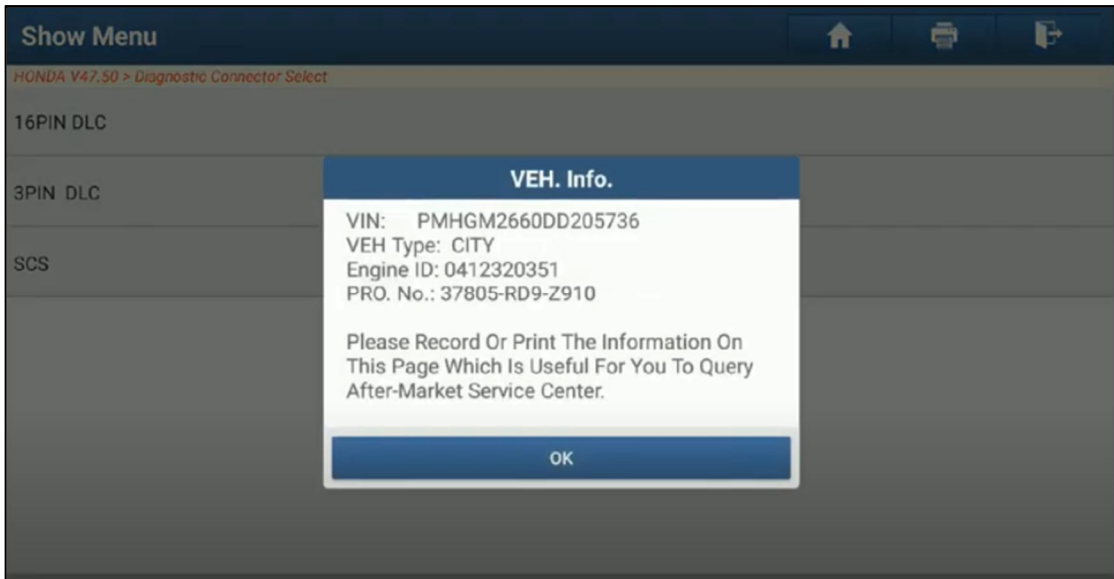 Show Menu
HONDA V47.50 > Diagnostic Connector Select
16PIN DLC
3PIN DLC
SCS
VEH. Info.
VIN: PMHGM2660DD205736
VEH Type: CITY
Engine ID: 0412320351
PRO. No.: 37805-RD9-Z910
Please Record Or Print The Information On
This Page Which Is Useful For You To Query
After-Market Service Center.
OK